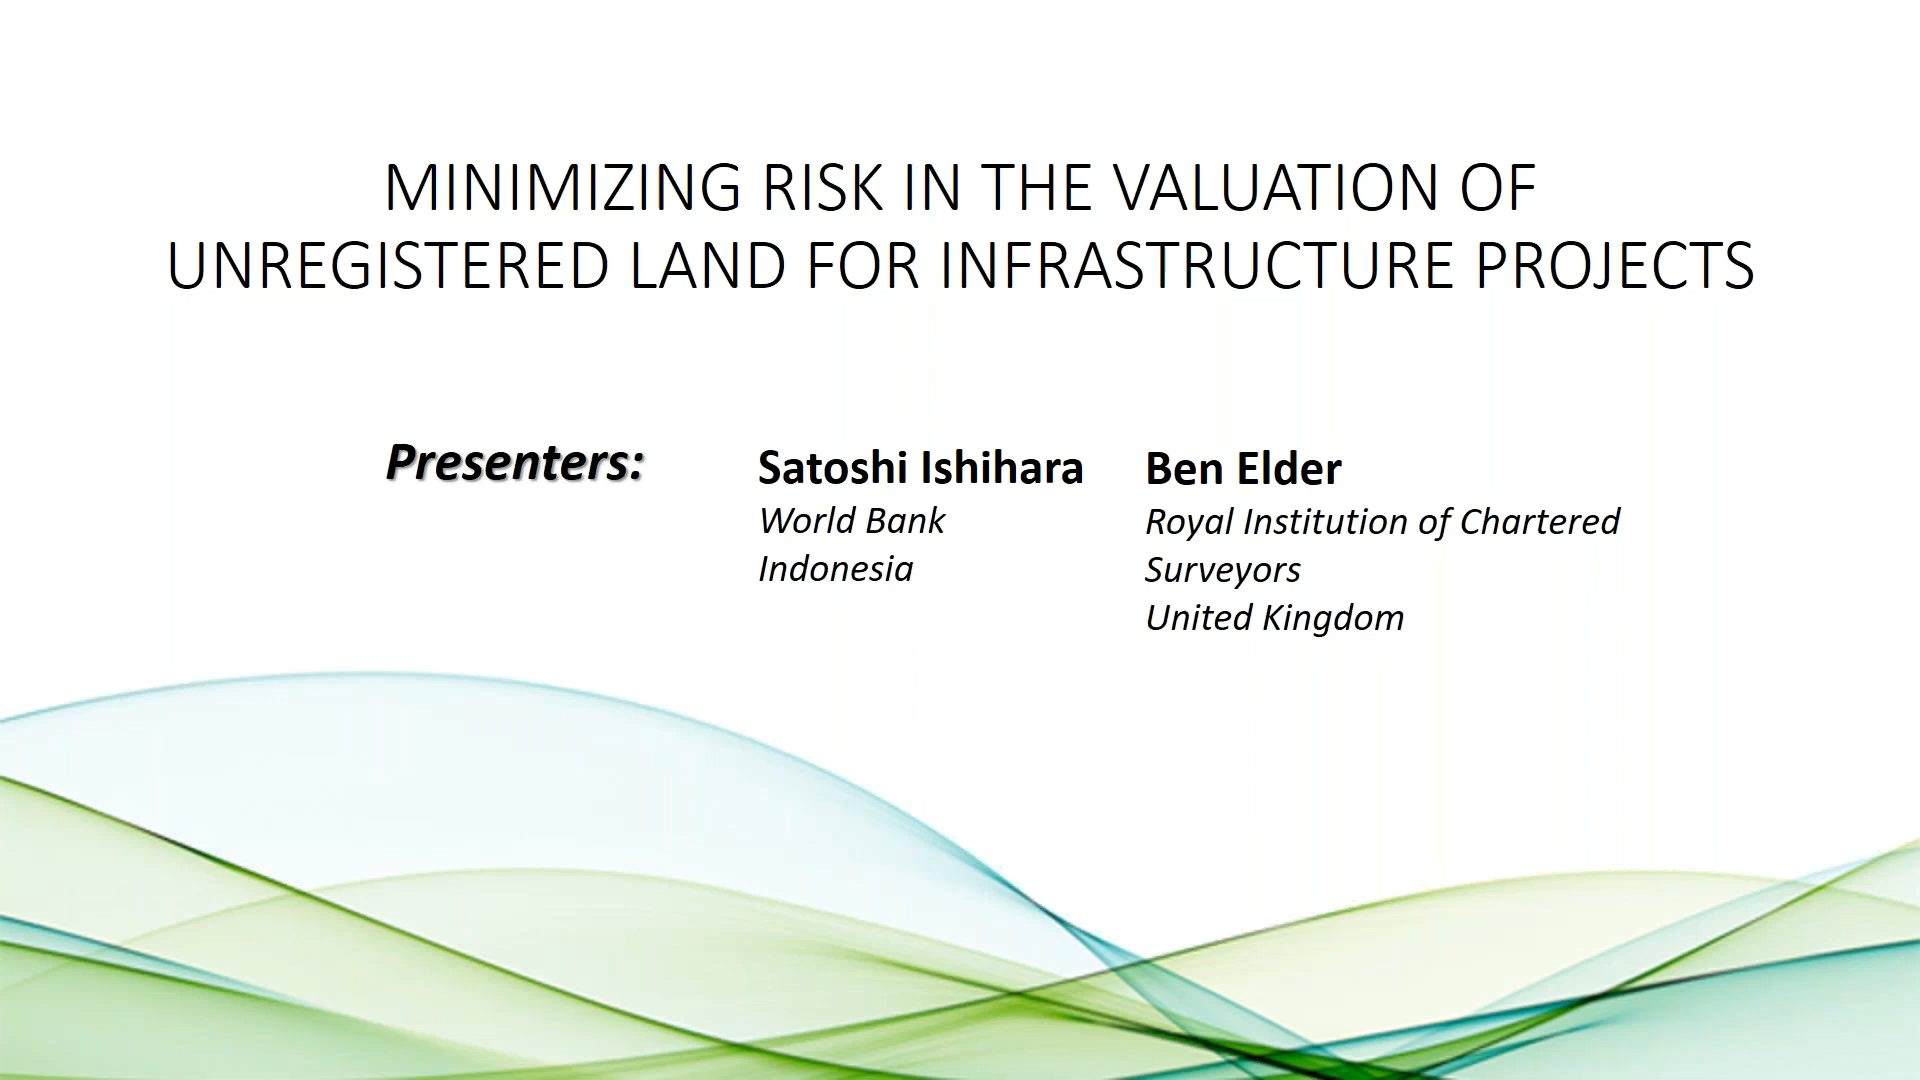 MINIMIZING RISK IN THE VALUATION OF
UNREGISTERED LAND FOR INFRASTRUCTURE PROJECTS
Presenters:
Satoshi Ishihara
World Bank
Indonesia
Ben Elder
Royal Institution of Chartered
Surveyors
United Kingdom